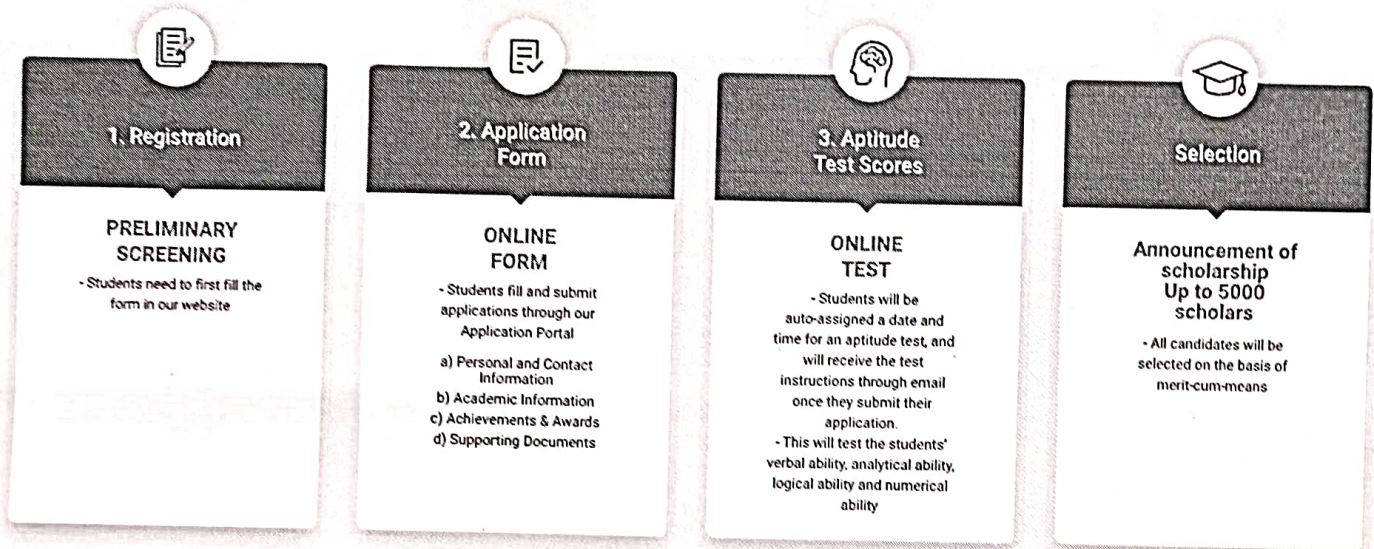 1. Registration
PRELIMINARY
SCREENING
- Students need to first fill the
form in our website
2. Application
Form
ONLINE
FORM
- Students fill and submit
applications through our
Application Portal
a) Personal and Contact
Information
b) Academic Information
c) Achievements & Awards
d) Supporting Documents
3. Aptitude
Test Scores
ONLINE
TEST
- Students will be
auto-assigned a date and
time for an aptitude test, and
will receive the test
instructions through email
once they submit their
application.
- This will test the students'
verbal ability, analytical ability,
logical ability and numerical
ability
Selection
Announcement of
scholarship
Up to 5000
scholars
- All candidates will be
selected on the basis of
merit-cum-means